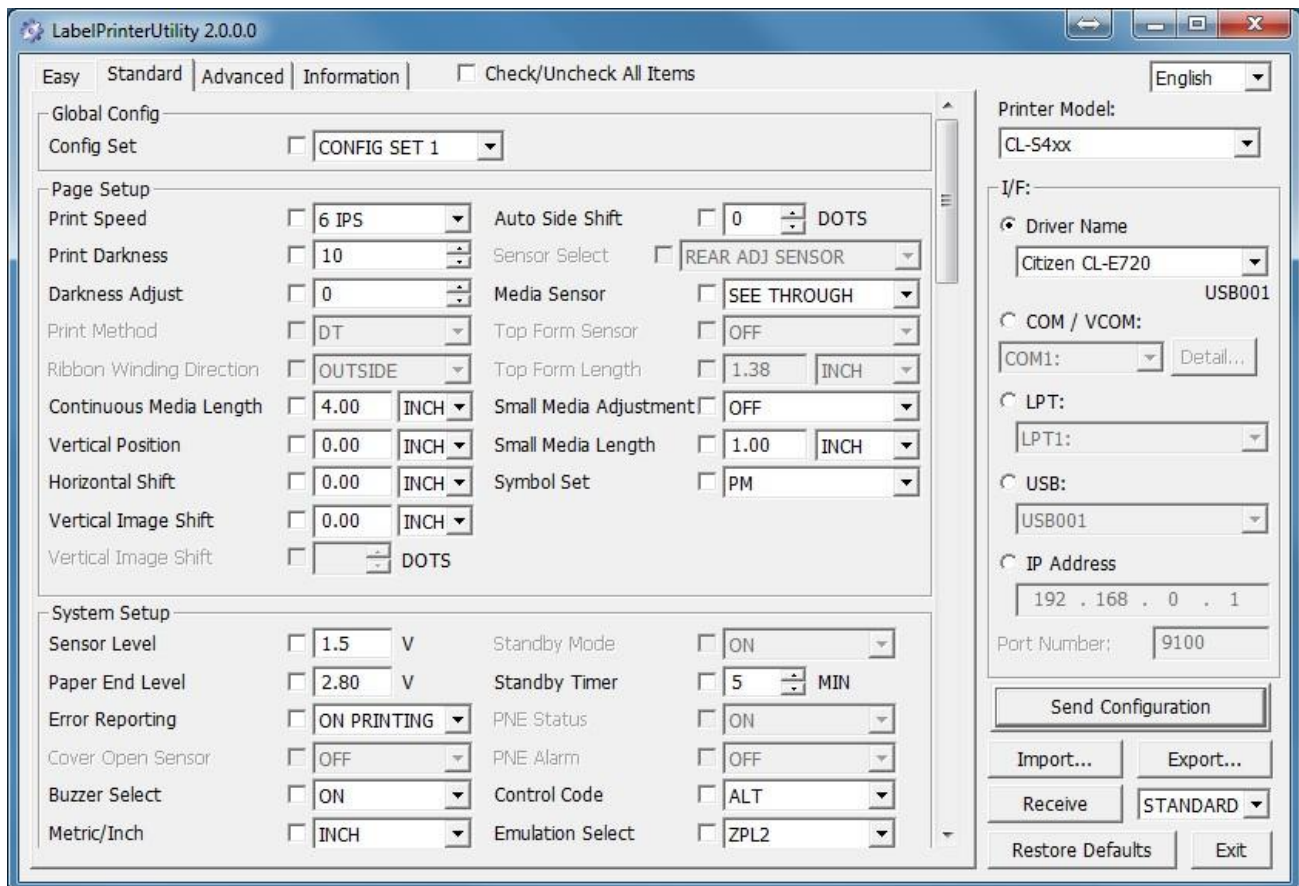 LabelPrinterUtility 2.0.0.0
Easy Standard Advanced Information Check/Uncheck All Items English
Global Config
Config Set CONFIG SET 1
Page Setup
Print Speed 6 IPS Auto Side Shift 0 DOTS
Print Darkness 10 Sensor Select REAR ADJ SENSOR
Darkness Adjust 0 Media Sensor SEE THROUGH
Print Method DT Top Form Sensor OFF
Ribbon Winding Direction OUTSIDE Top Form Length 1.38 INCH
Continuous Media Length 4.00 INCH Small Media Adjustment OFF
Vertical Position 0.00 INCH Small Media Length 1.00 INCH
Horizontal Shift 0.00 INCH Symbol Set PM
Vertical Image Shift 0.00 INCH
Vertical Image Shift DOTS
System Setup
Sensor Level 1.5 V Standby Mode ON
Paper End Level 2.80 V Standby Timer 5 MIN
Error Reporting ON PRINTING PNE Status ON
Cover Open Sensor OFF PNE Alarm OFF
Buzzer Select ON Control Code ALT
Metric/Inch INCH Emulation Select ZPL2
Printer Model:
CL-S4xx
I/F:
Driver Name
Citizen CL-E720
USB001
COM / VCOM:
COM1: Detail...
LPT:
LPT1:
USB:
USB001
IP Address
192 . 168 . 0 . 1
Port Number: 9100
Send Configuration
Import... Export...
Receive STANDARD
Restore Defaults Exit